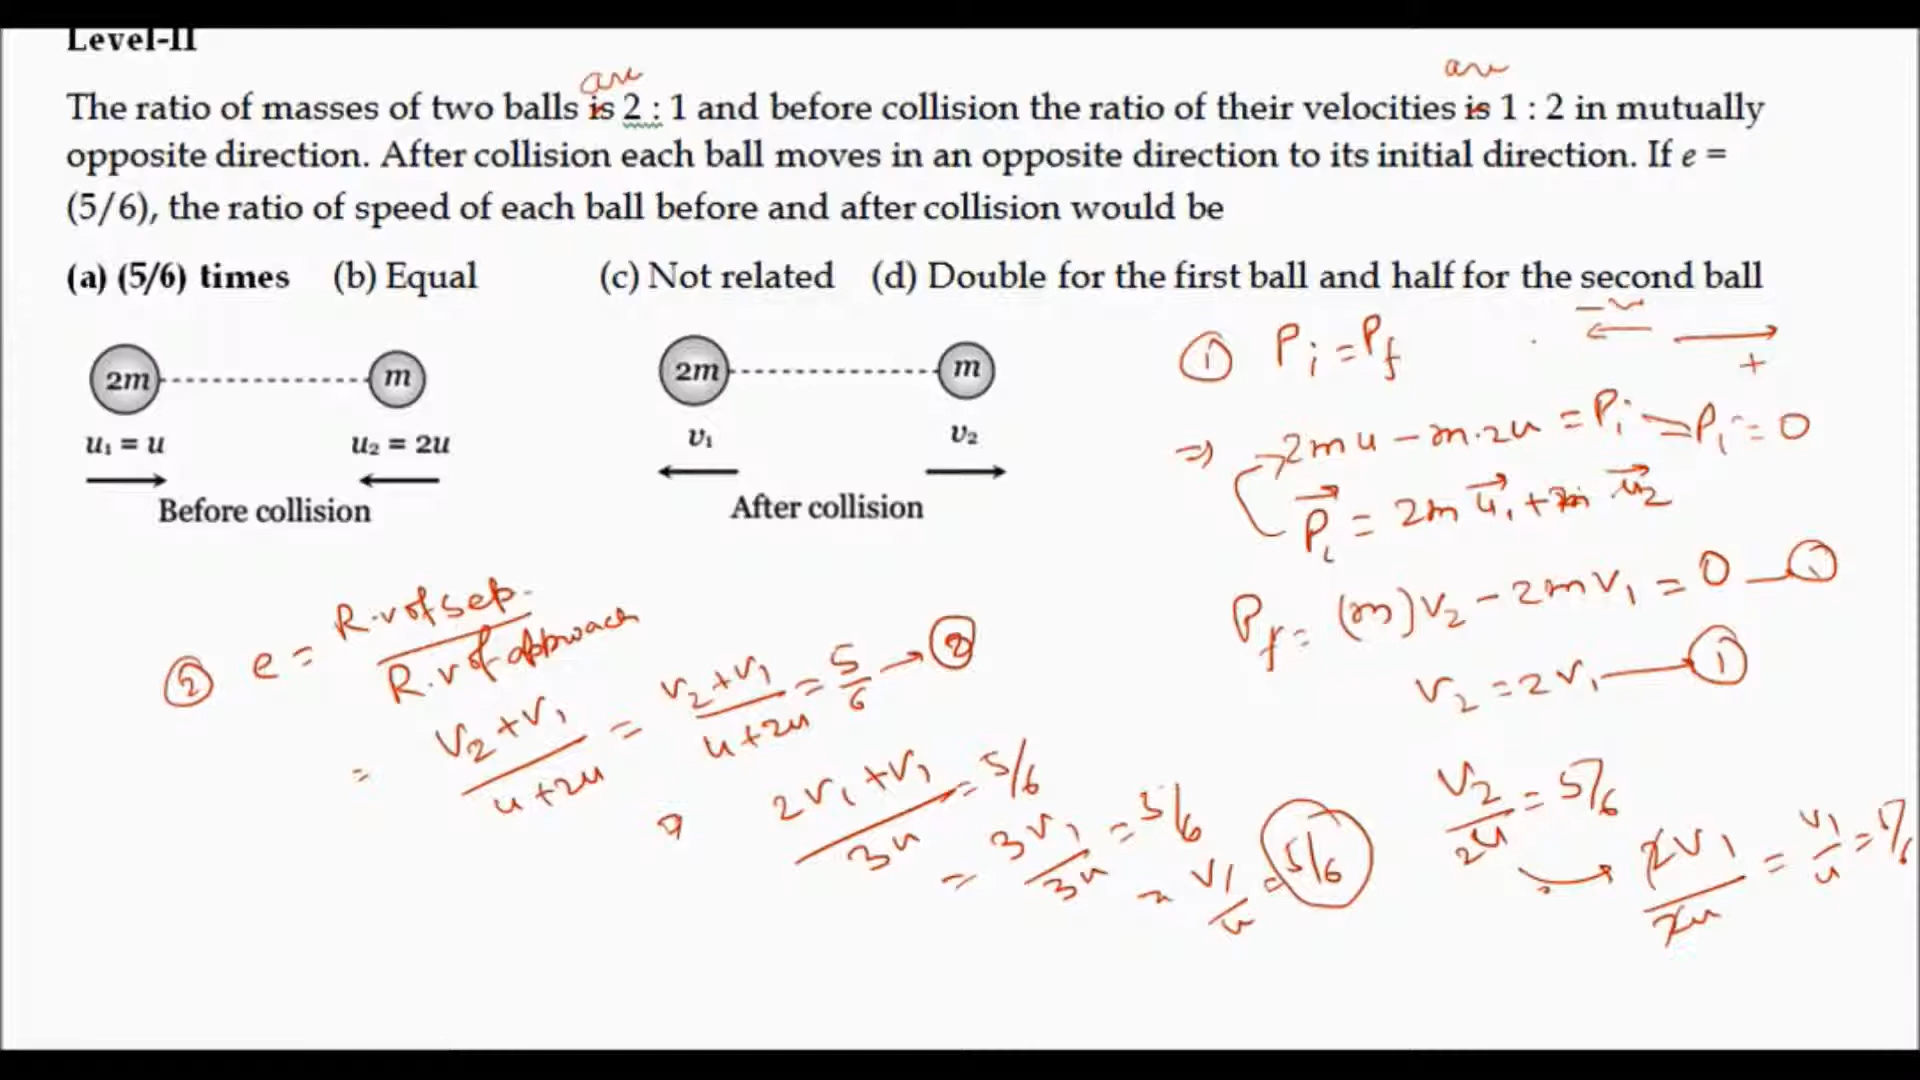 Level-II
are are
The ratio of masses of two balls is 2 : 1 and before collision the ratio of their velocities is 1 : 2 in mutually
opposite direction. After collision each ball moves in an opposite direction to its initial direction. If e =
(5/6), the ratio of speed of each ball before and after collision would be
(a) (5/6) times (b) Equal (c) Not related (d) Double for the first ball and half for the second ball
2m m 2m m
u₁ = u u₂ = 2u v₁ v₂
Before collision After collision
① Pi = Pf
− +
⇒ 2mu − m.2u = Pi ⇒ Pi = 0
Pi = 2m u₁ + m u₂
Pf = (m)v₂ − 2mv₁ = 0 — ①
v₂ = 2v₁ — ①
② e = R.v of sep. / R.v of approach
= v₂+v₁ / u+2u = v₂+v₁ / u+2u = 5/6 → ②
⇒ 2v₁+v₁ / 3u = 5/6
= 3v₁ / 3u = 5/6
= v₁ / u = 5/6
v₂ / 2u = 5/6
2v₁ / 2u = v₁ / u = 5/6